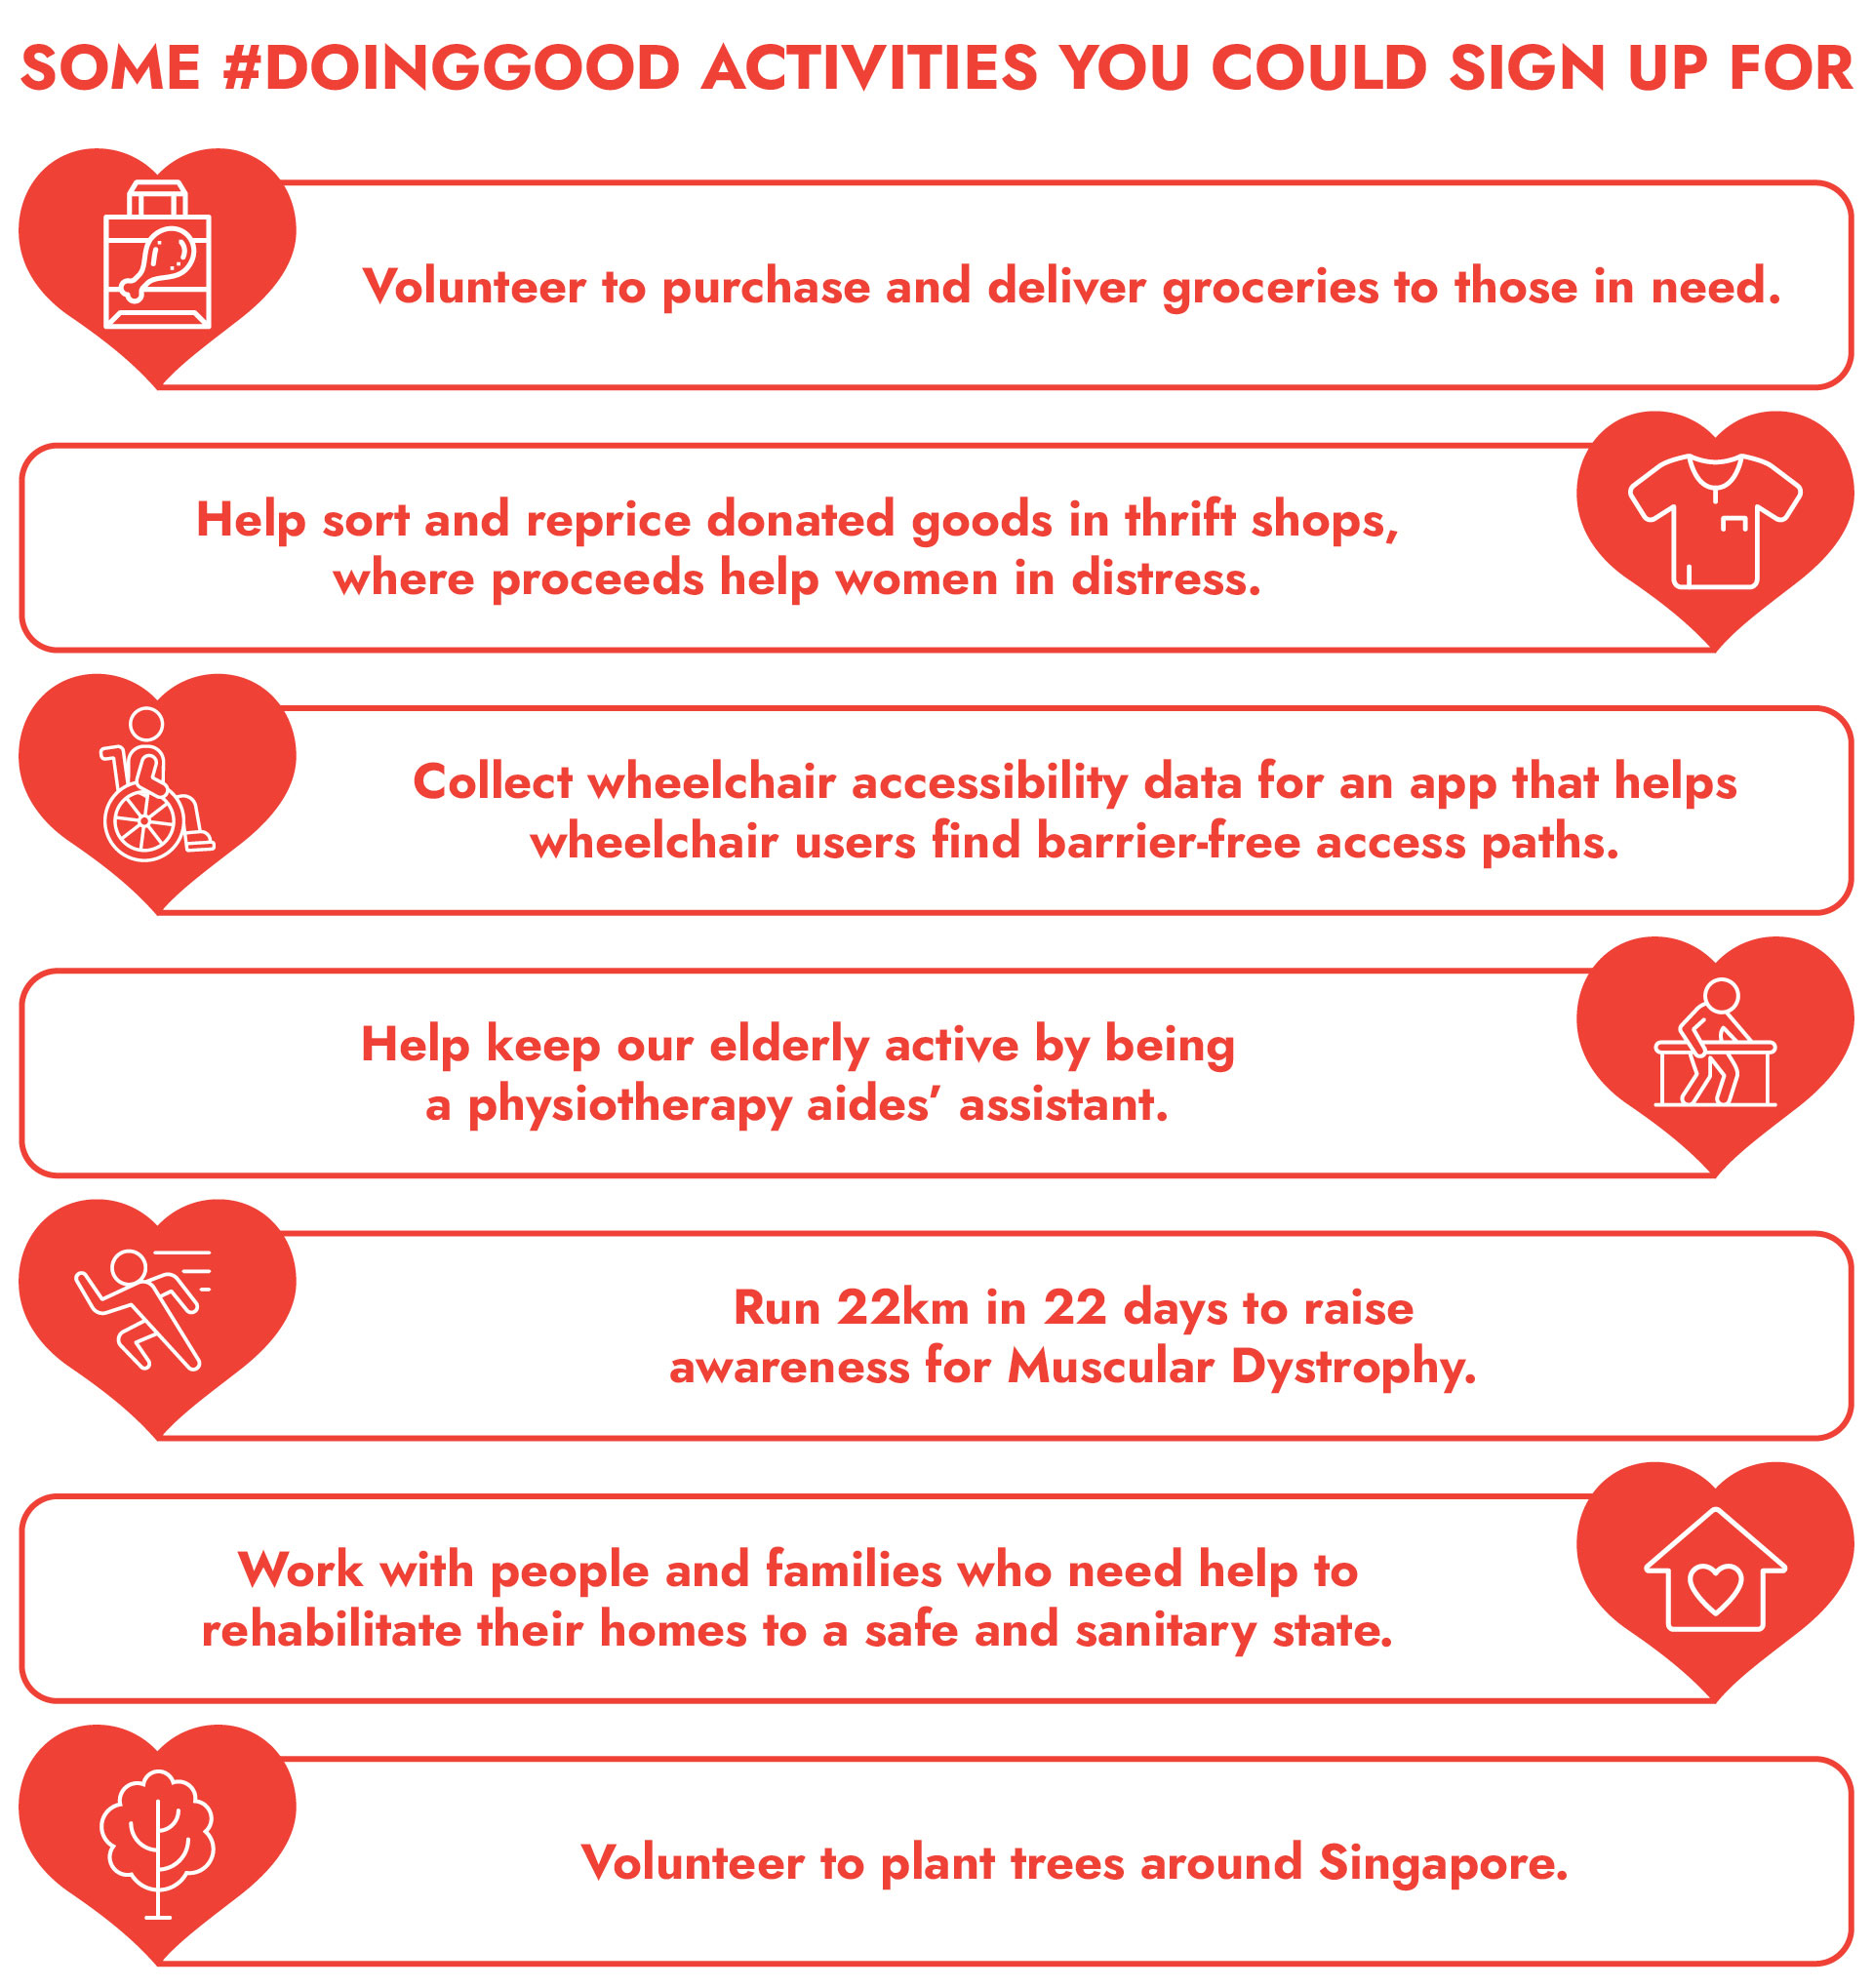 SOME #DOINGGOOD ACTIVITIES YOU COULD SIGN UP FOR
Volunteer to purchase and deliver groceries to those in need.
Help sort and reprice donated goods in thrift shops,
where proceeds help women in distress.
Collect wheelchair accessibility data for an app that helps
wheelchair users find barrier-free access paths.
Help keep our elderly active by being
a physiotherapy aides’ assistant.
Run 22km in 22 days to raise
awareness for Muscular Dystrophy.
Work with people and families who need help to
rehabilitate their homes to a safe and sanitary state.
Volunteer to plant trees around Singapore.